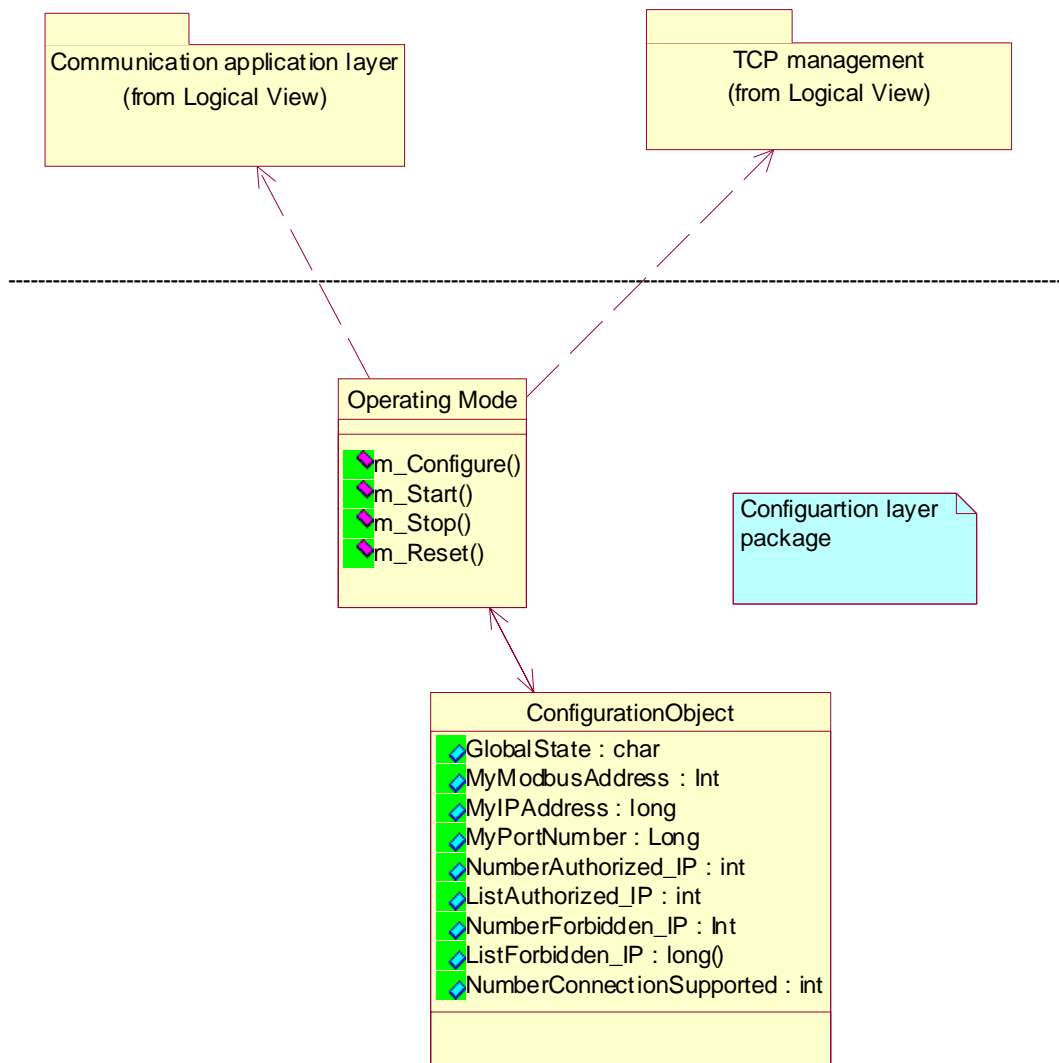 Communication application layer
(from Logical View)
TCP management
(from Logical View)
Operating Mode
m_Configure()
m_Start()
m_Stop()
m_Reset()
Configuartion layer
package
ConfigurationObject
GlobalState : char
MyModbusAddress : Int
MyIPAddress : long
MyPortNumber : Long
NumberAuthorized_IP : int
ListAuthorized_IP : int
NumberForbidden_IP : Int
ListForbidden_IP : long()
NumberConnectionSupported : int